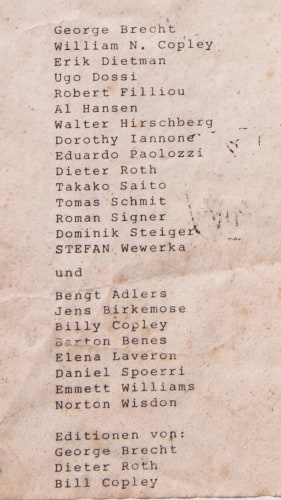 George Brecht
William N. Copley
Erik Dietman
Ugo Dossi
Robert Filliou
Al Hansen
Walter Hirschberg
Dorothy Iannone
Eduardo Paolozzi
Dieter Roth
Takako Saito
Tomas Schmit
Roman Signer
Dominik Steiger
STEFAN Wewerka
und
Bengt Adlers
Jens Birkemose
Billy Copley
Barton Benes
Elena Laveron
Daniel Spoerri
Emmett Williams
Norton Wisdon
Editionen von:
George Brecht
Dieter Roth
Bill Copley